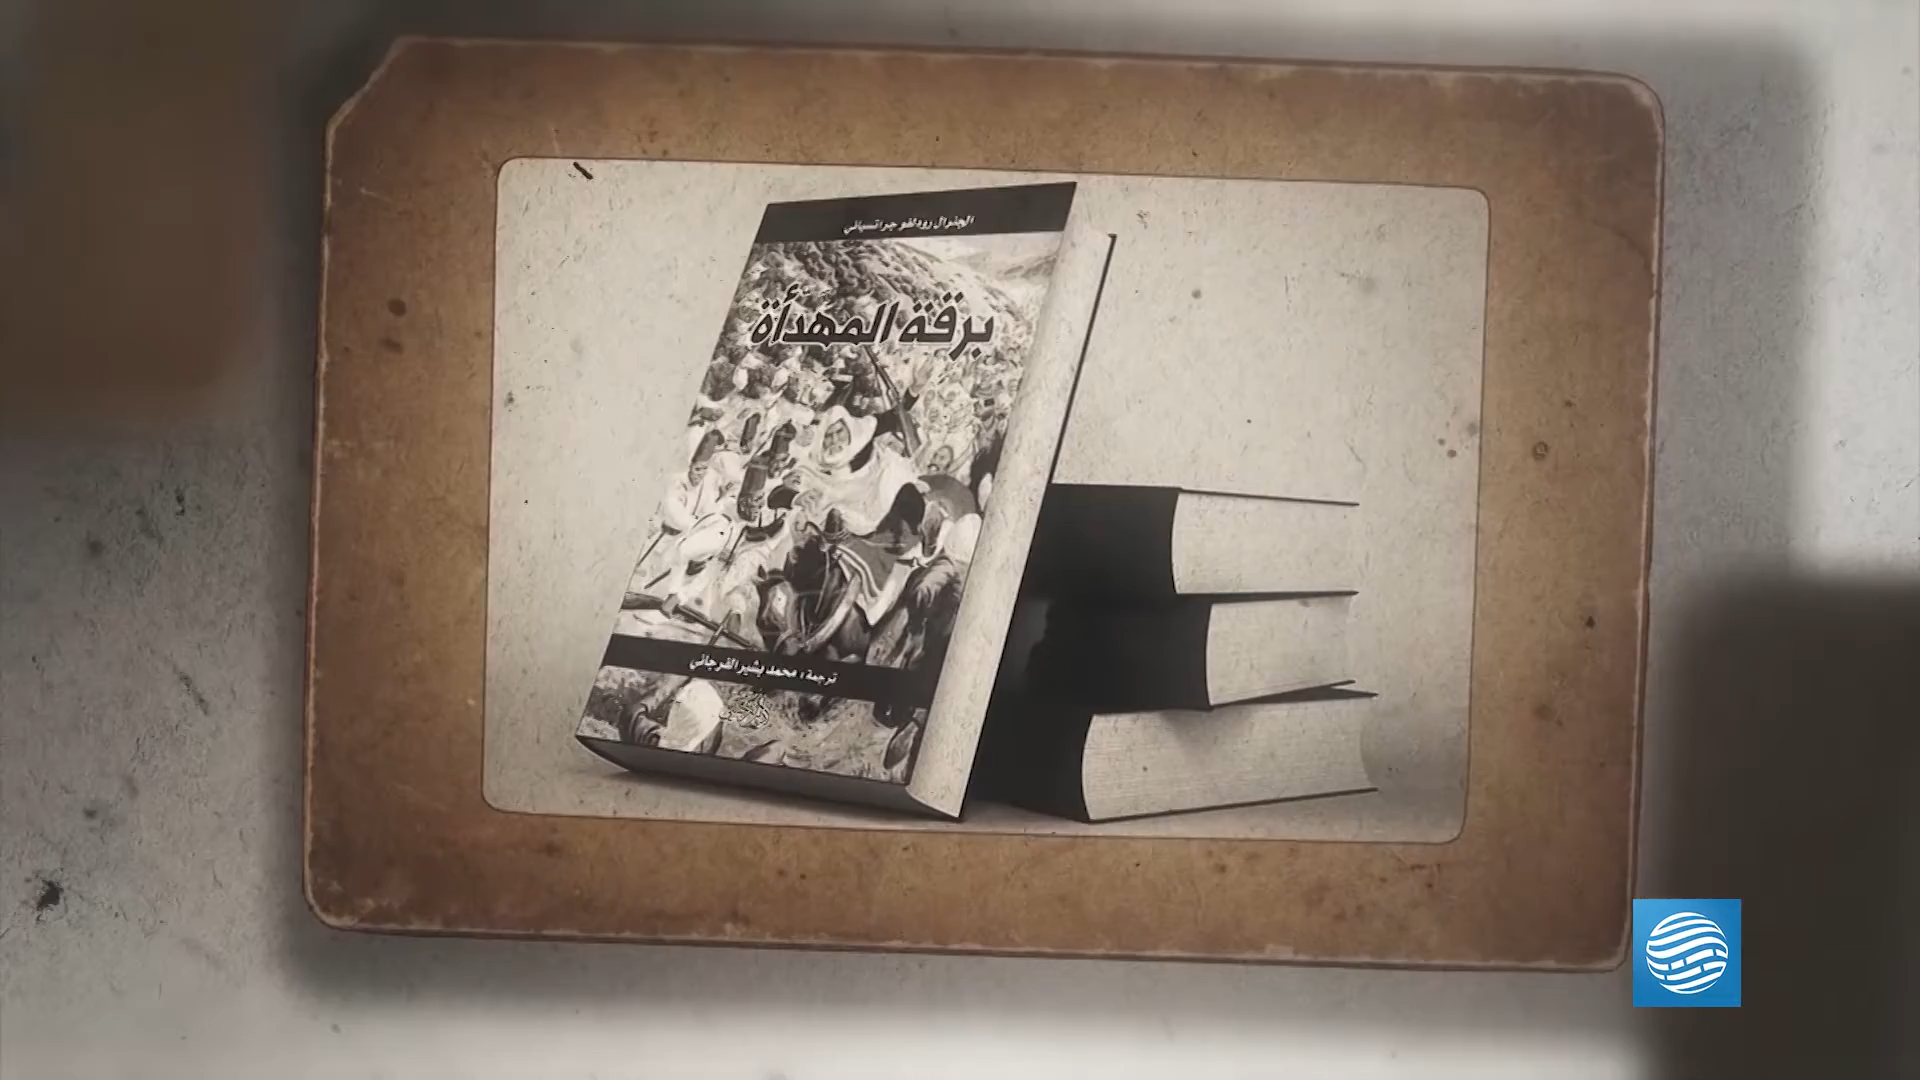 الجنرال رودلفو جراتسياني
برقة المهدأة
ترجمة : محمد بشير الفرجاني